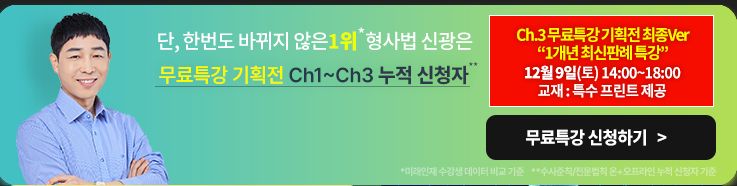 단, 한번도 바뀌지 않은 1위* 형사법 신광은
무료특강 기획전 Ch1~Ch3 누적 신청자**
Ch.3 무료특강 기획전 최종Ver
“1개년 최신판례 특강”
12월 9일(토) 14:00~18:00
교재 : 특수 프린트 제공
무료특강 신청하기 >
*미래인재 수강생 데이터 비교 기준 **수사준칙/전문법칙 온+오프라인 누적 신청자 기준